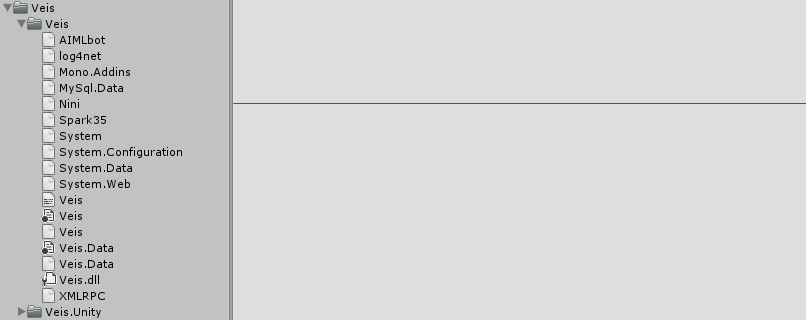 Veis
Veis
AIMLbot
log4net
Mono.Addins
MySql.Data
Nini
Spark35
System
System.Configuration
System.Data
System.Web
Veis
Veis
Veis
Veis.Data
Veis.Data
Veis.dll
XMLRPC
Veis.Unity